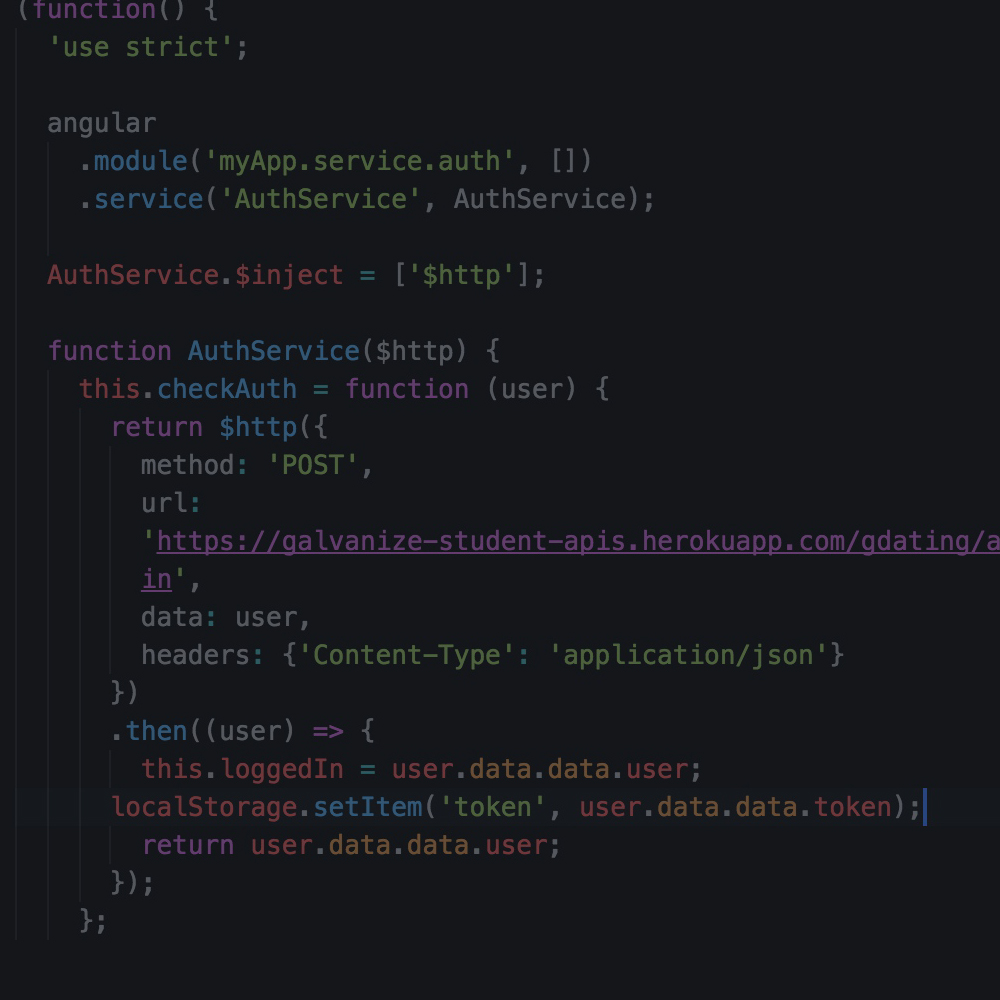 (function() {
'use strict';
angular
.module('myApp.service.auth', [])
.service('AuthService', AuthService);
AuthService.$inject = ['$http'];
function AuthService($http) {
this.checkAuth = function (user) {
return $http({
method: 'POST',
url:
'https://galvanize-student-apis.herokuapp.com/gdating/a
in',
data: user,
headers: {'Content-Type': 'application/json'}
})
.then((user) => {
this.loggedIn = user.data.data.user;
localStorage.setItem('token', user.data.data.token);
return user.data.data.user;
});
};